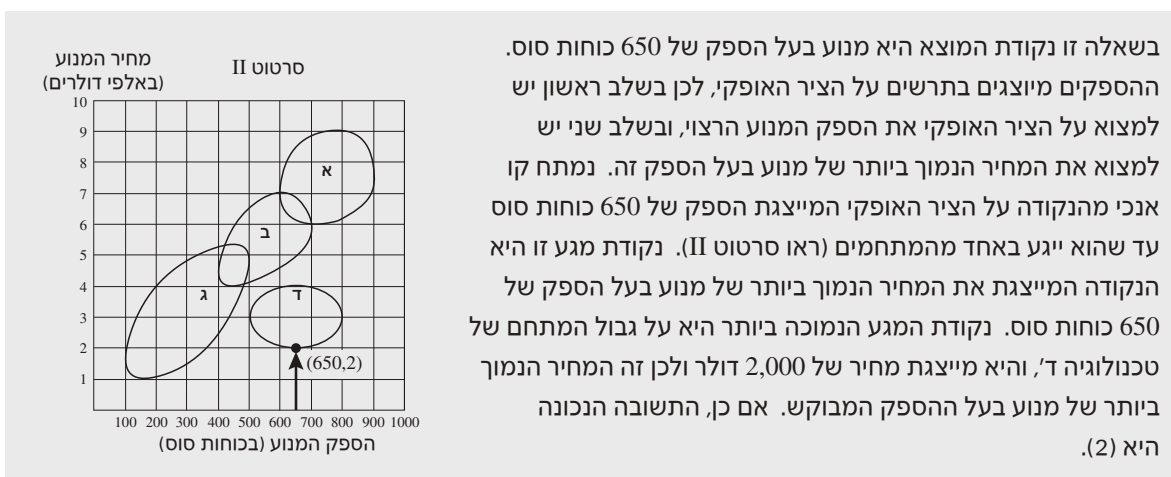 בשאלה זו נקודת המוצא היא מנוע בעל הספק של 650 כוחות סוס.
ההספקים מיוצגים בתרשים על הציר האופקי, לכן בשלב ראשון יש
למצוא על הציר האופקי את הספק המנוע הרצוי, ובשלב שני יש
למצוא את המחיר הנמוך ביותר של מנוע בעל הספק זה. נמתח קו
אנכי מהנקודה על הציר האופקי המייצגת הספק של 650 כוחות סוס
עד שהוא ייגע באחד מהמתחמים (ראו סרטוט II). נקודת מגע זו היא
הנקודה המייצגת את המחיר הנמוך ביותר של מנוע בעל הספק של
650 כוחות סוס. נקודת המגע הנמוכה ביותר היא על גבול המתחם של
טכנולוגיה ד', והיא מייצגת מחיר של 2,000 דולר ולכן זה המחיר הנמוך
ביותר של מנוע בעל ההספק המבוקש. אם כן, התשובה הנכונה
היא (2).
סרטוט II
מחיר המנוע
(באלפי דולרים)
10
9
8
7
6
5
4
3
2
1
א
ב
ג
ד
(650,2)
100 200 300 400 500 600 700 800 900 1000
הספק המנוע (בכוחות סוס)